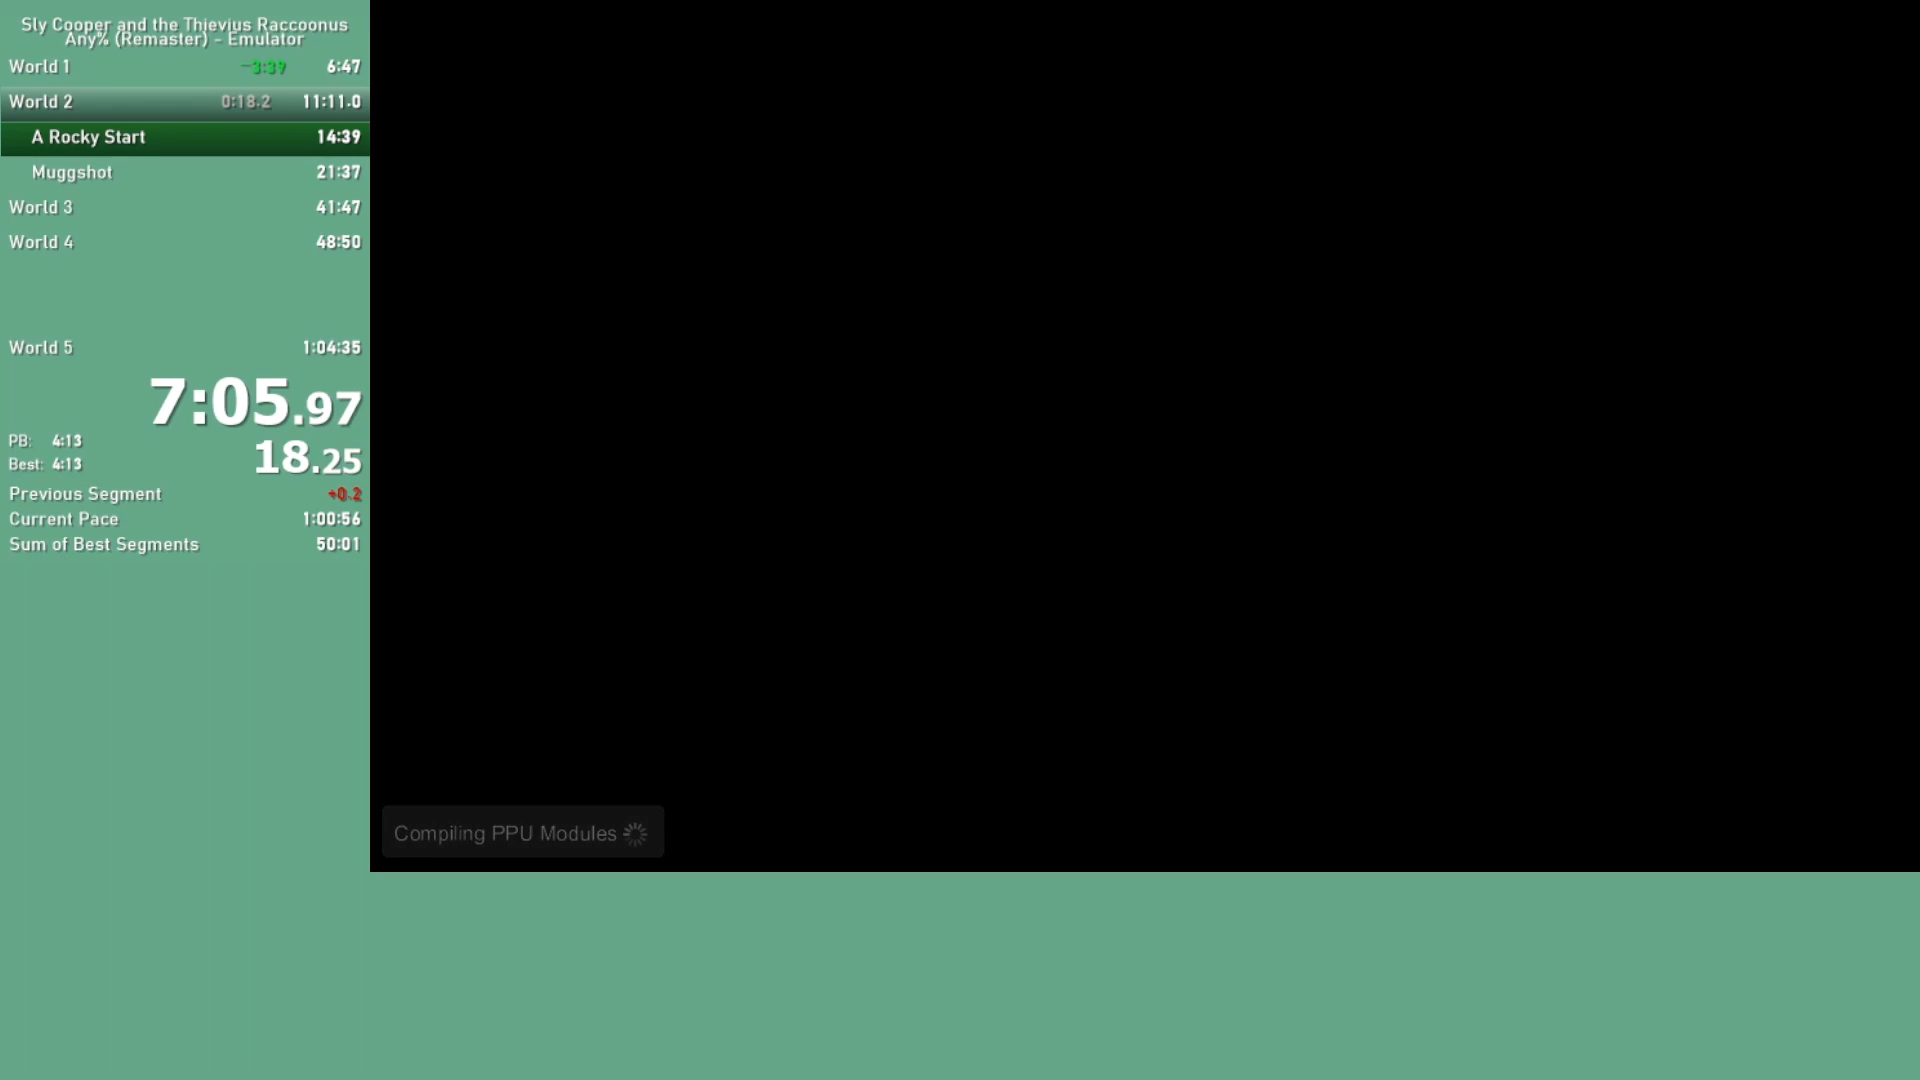 Sly Cooper and the Thievius Raccoonus
Any% (Remaster) - Emulator
World 1 -3:39 6:47
World 2 0:18.2 11:11.0
A Rocky Start 14:39
Muggshot 21:37
World 3 41:47
World 4 48:50
World 5 1:04:35
7:05.97
PB: 4:13
18.25
Best: 4:13
Previous Segment +0.2
Current Pace 1:00:56
Sum of Best Segments 50:01
Compiling PPU Modules